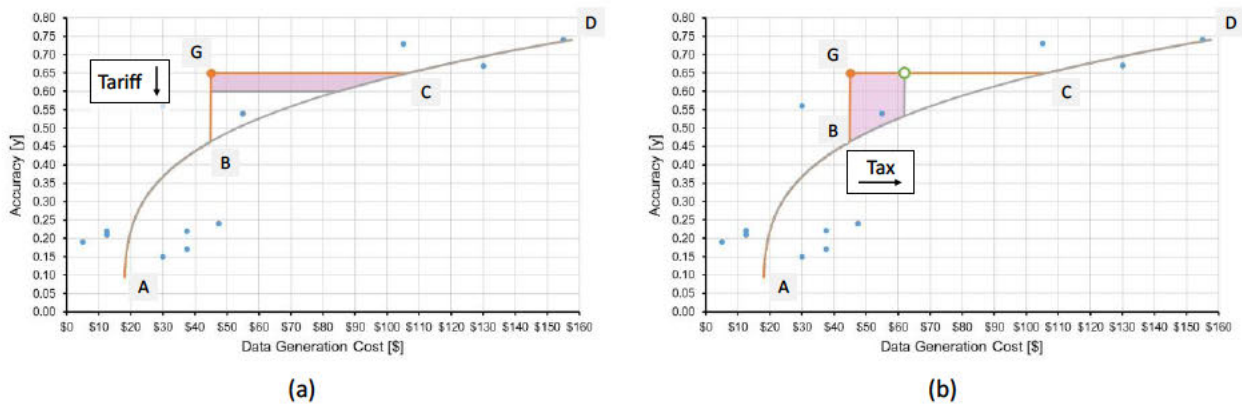 0.80
0.75
0.70
0.65
0.60
0.55
0.50
0.45
0.40
0.35
0.30
0.25
0.20
0.15
0.10
0.05
0.00
Accuracy [y]
D
G
Tariff
C
B
A
$0 $10 $20 $30 $40 $50 $60 $70 $80 $90 $100 $110 $120 $130 $140 $150 $160
Data Generation Cost [$]
(a)
0.80
0.75
0.70
0.65
0.60
0.55
0.50
0.45
0.40
0.35
0.30
0.25
0.20
0.15
0.10
0.05
0.00
Accuracy [y]
D
G
C
B
Tax
A
$0 $10 $20 $30 $40 $50 $60 $70 $80 $90 $100 $110 $120 $130 $140 $150 $160
Data Generation Cost [$]
(b)